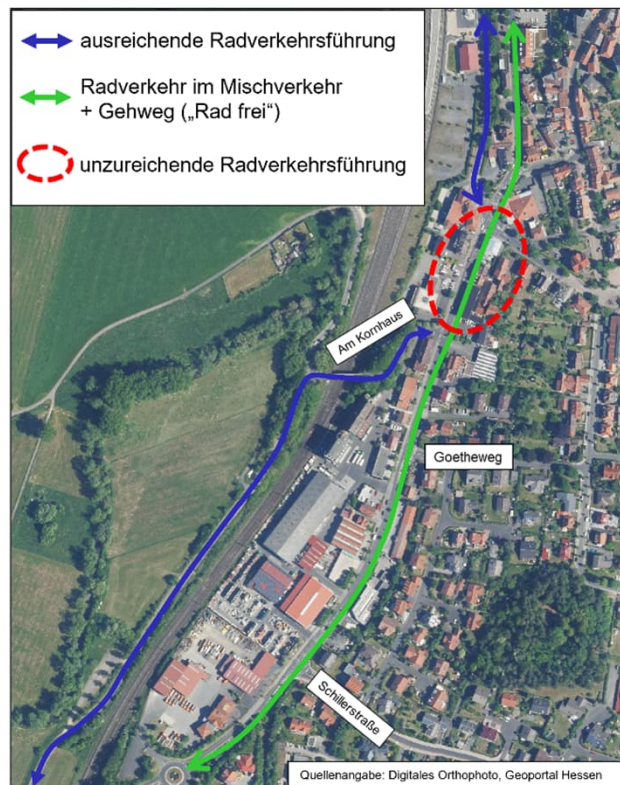 ausreichende Radverkehrsführung
Radverkehr im Mischverkehr
+ Gehweg („Rad frei“)
unzureichende Radverkehrsführung
Am Kornhaus
Goetheweg
Schillerstraße
Quellenangabe: Digitales Orthophoto, Geoportal Hessen